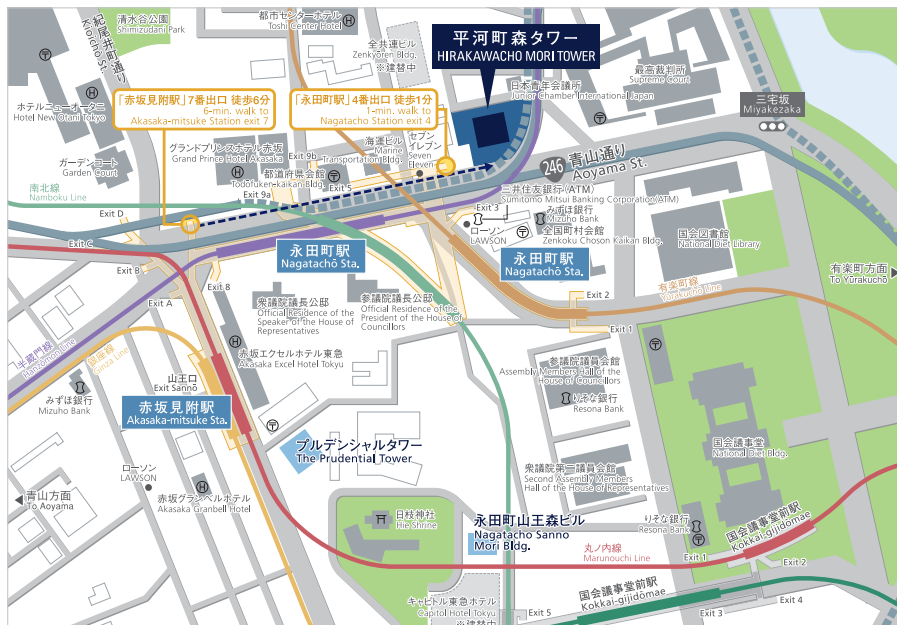 清水谷公園
Shimizudani Park
紀尾井町通り
Kioichō St.
都市センターホテル
Toshi Center Hotel
全共連ビル
Zenkyōren Bldg.
※建替中
平河町森タワー
HIRAKAWACHO MORI TOWER
日本青年会議所
Junior Chamber International Japan
最高裁判所
Supreme Court
三宅坂
Miyakezaka
ホテルニューオータニ
Hotel New Otani Tokyo
「赤坂見附駅」7番出口 徒歩6分
6-min. walk to
Akasaka-mitsuke Station exit 7
「永田町駅」4番出口 徒歩1分
1-min. walk to
Nagatacho Station exit 4
ガーデンコート
Garden Court
グランドプリンスホテル赤坂
Grand Prince Hotel Akasaka
Exit 9b
海運ビル
Marine
Transportation Bldg.
セブン
イレブン
Seven
Eleven
246
青山通り
Aoyama St.
都道府県会館
Todofuken-kaikan Bldg.
Exit 5
Exit 9a
南北線
Namboku Line
Exit D
Exit C
Exit B
Exit A
Exit 8
三井住友銀行(ATM)
Sumitomo Mitsui Banking Corporation(ATM)
Exit 3
みずほ銀行
Mizuho Bank
ローソン
LAWSON
全国町村会館
Zenkoku Choson Kaikan Bldg.
国会図書館
National Diet Library
永田町駅
Nagatachō Sta.
永田町駅
Nagatachō Sta.
有楽町方面
To Yūrakuchō
有楽町線
Yūrakucho Line
Exit 2
Exit 1
衆議院議長公邸
Official Residence of the
Speaker of the House of
Representatives
参議院議長公邸
Official Residence of the
President of the House of
Councillors
半蔵門線
Hanzomon Line
銀座線
Ginza Line
赤坂エクセルホテル東急
Akasaka Excel Hotel Tokyu
山王口
Exit Sannō
みずほ銀行
Mizuho Bank
赤坂見附駅
Akasaka-mitsuke Sta.
参議院議員会館
Assembly Members Hall of the
House of Councillors
りそな銀行
Resona Bank
プルデンシャルタワー
The Prudential Tower
国会議事堂
National Diet Bldg.
ローソン
LAWSON
衆議院第二議員会館
Second Assembly Members
Hall of the House of Representatives
青山方面
To Aoyama
赤坂グランベルホテル
Akasaka Granbell Hotel
日枝神社
Hie Shrine
永田町山王森ビル
Nagatacho Sanno
Mori Bldg.
りそな銀行
Resona Bank
国会議事堂前駅
Kokkai-gijidōmae
丸ノ内線
Marunouchi Line
Exit 1
Exit 2
国会議事堂前駅
Kokkai-gijidōmae
キャピトル東急ホテル
Capitol Hotel Tokyu
※建替中
Exit 5
Exit 3
Exit 4